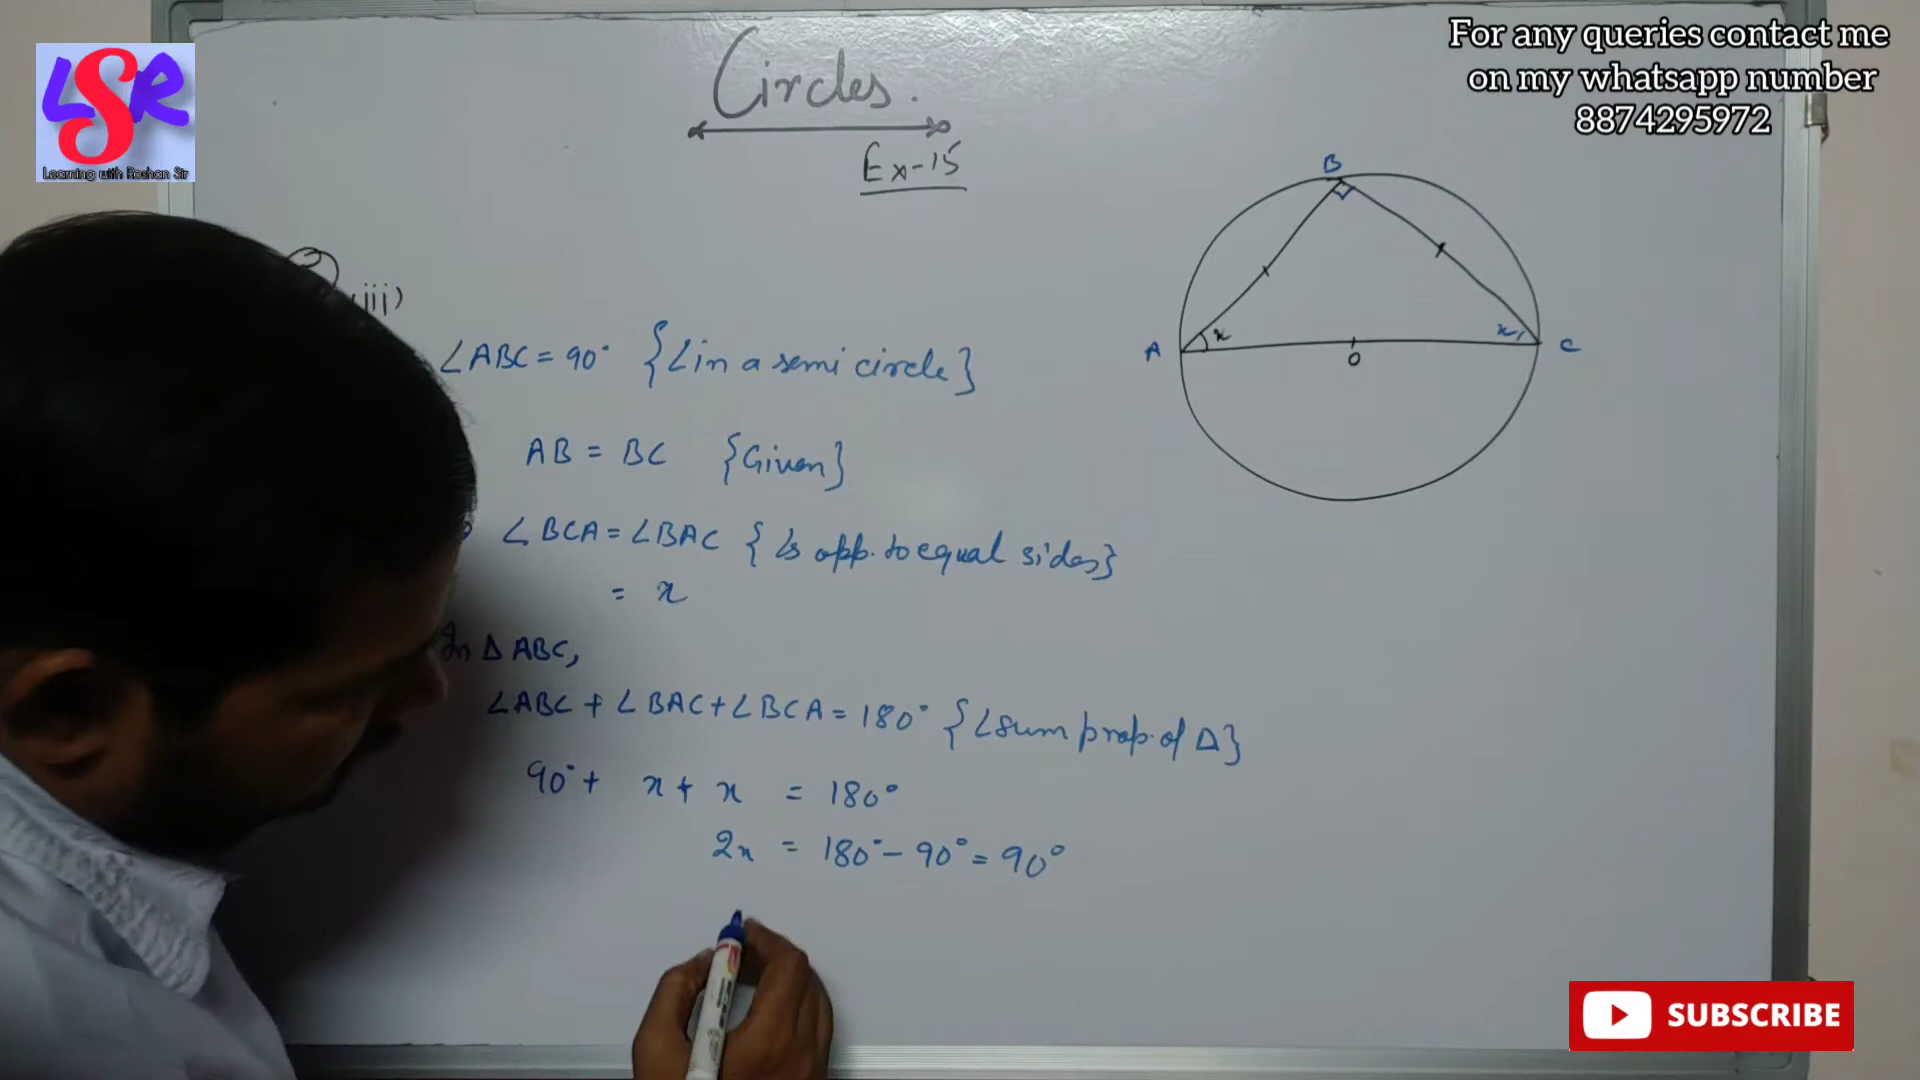 LSR
Learning with Roshan Sir
For any queries contact me
on my whatsapp number
8874295972
Circles.
Ex-15
iii)
∠ABC = 90° {∠ in a semi circle}
AB = BC {Given}
∠BCA = ∠BAC {∠s opp. to equal sides}
= x
In Δ ABC,
∠ABC + ∠BAC + ∠BCA = 180° {∠ sum prop. of Δ}
90° + x + x = 180°
2x = 180° - 90° = 90°
B
A x O x C
SUBSCRIBE